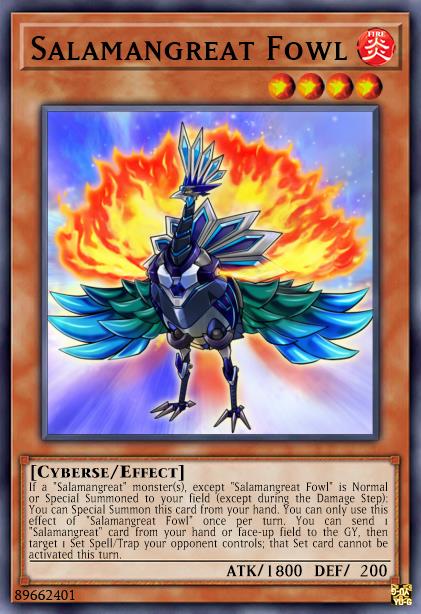 SALAMANGREAT FOWL
FIRE
炎
[CYBERSE/EFFECT]
If a "Salamangreat" monster(s), except "Salamangreat Fowl" is Normal
or Special Summoned to your field (except during the Damage Step):
You can Special Summon this card from your hand. You can only use this
effect of "Salamangreat Fowl" once per turn. You can send 1
"Salamangreat" card from your hand or face-up field to the GY, then
target 1 Set Spell/Trap your opponent controls; that Set card cannot be
activated this turn.
ATK/1800 DEF/ 200
89662401